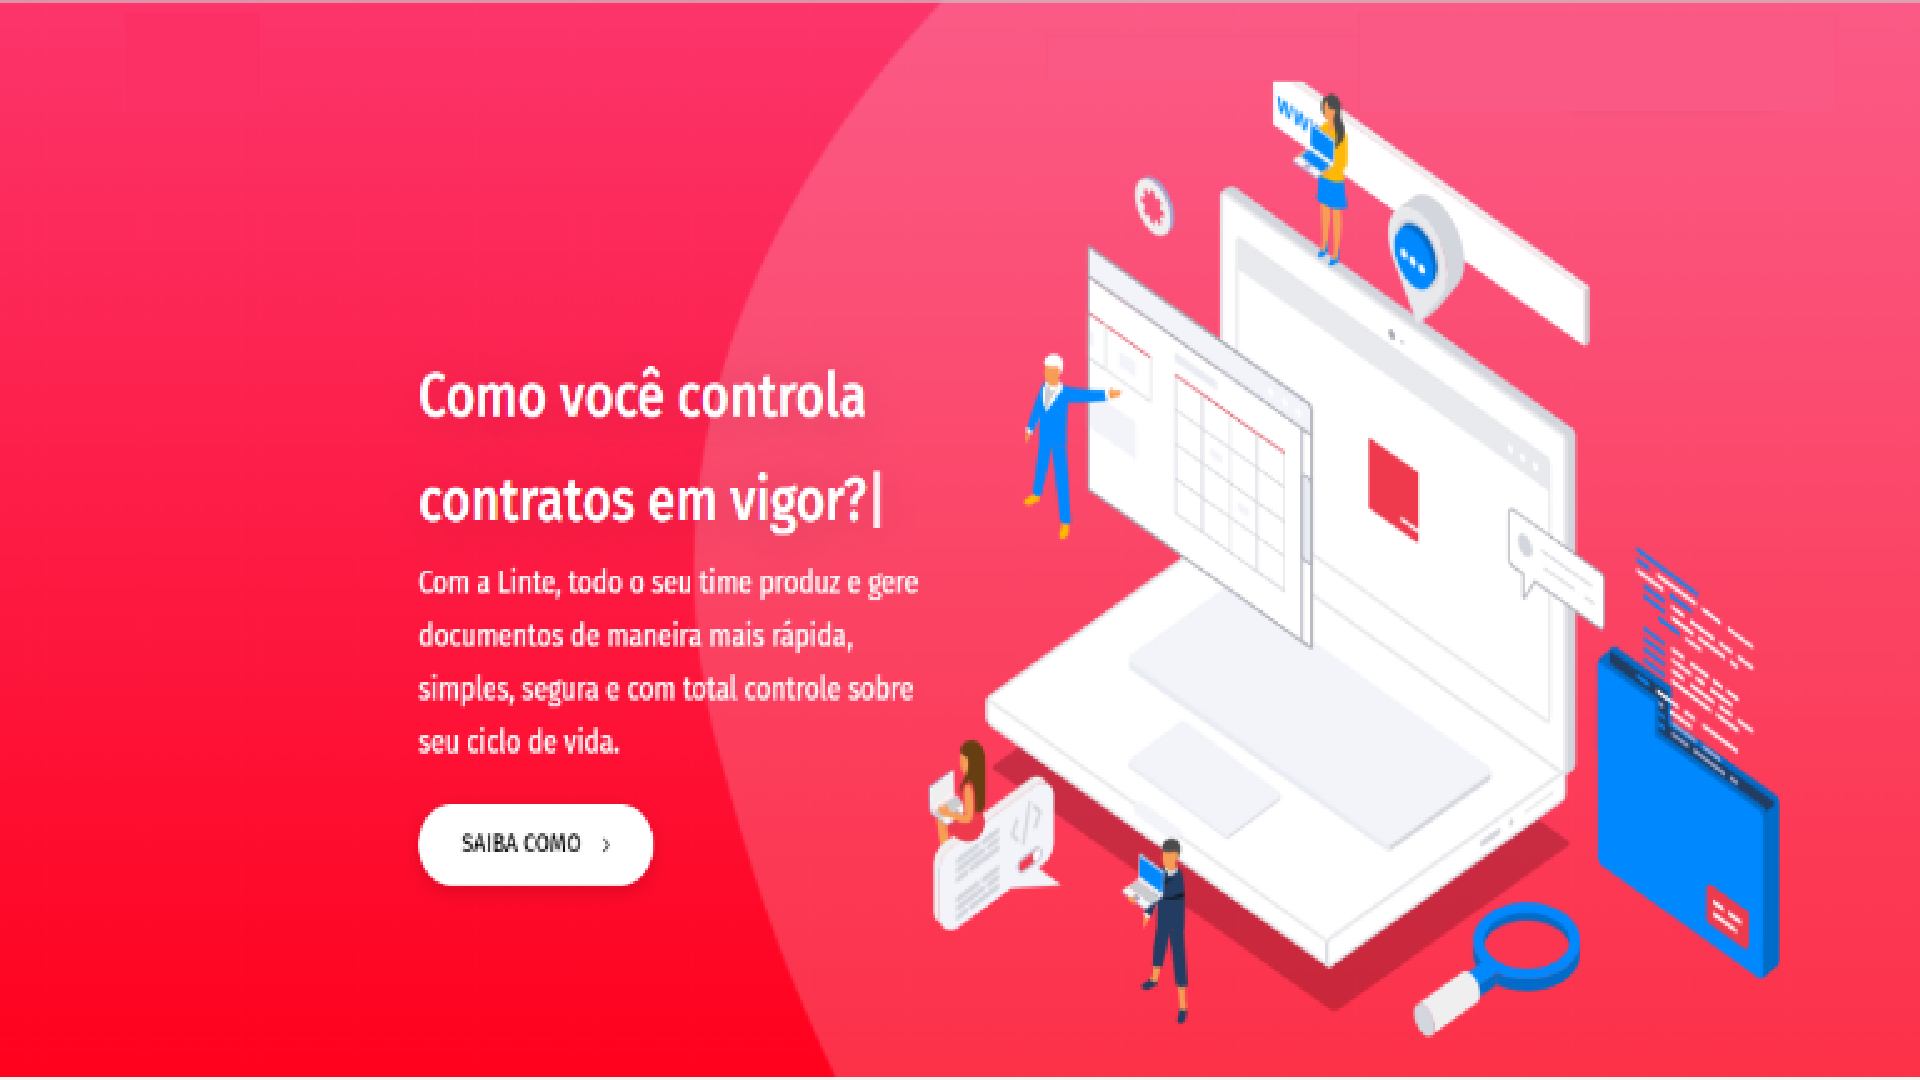 Como você controla
contratos em vigor?|
Com a Linte, todo o seu time produz e gere
documentos de maneira mais rápida,
simples, segura e com total controle sobre
seu ciclo de vida.
SAIBA COMO >
WWW